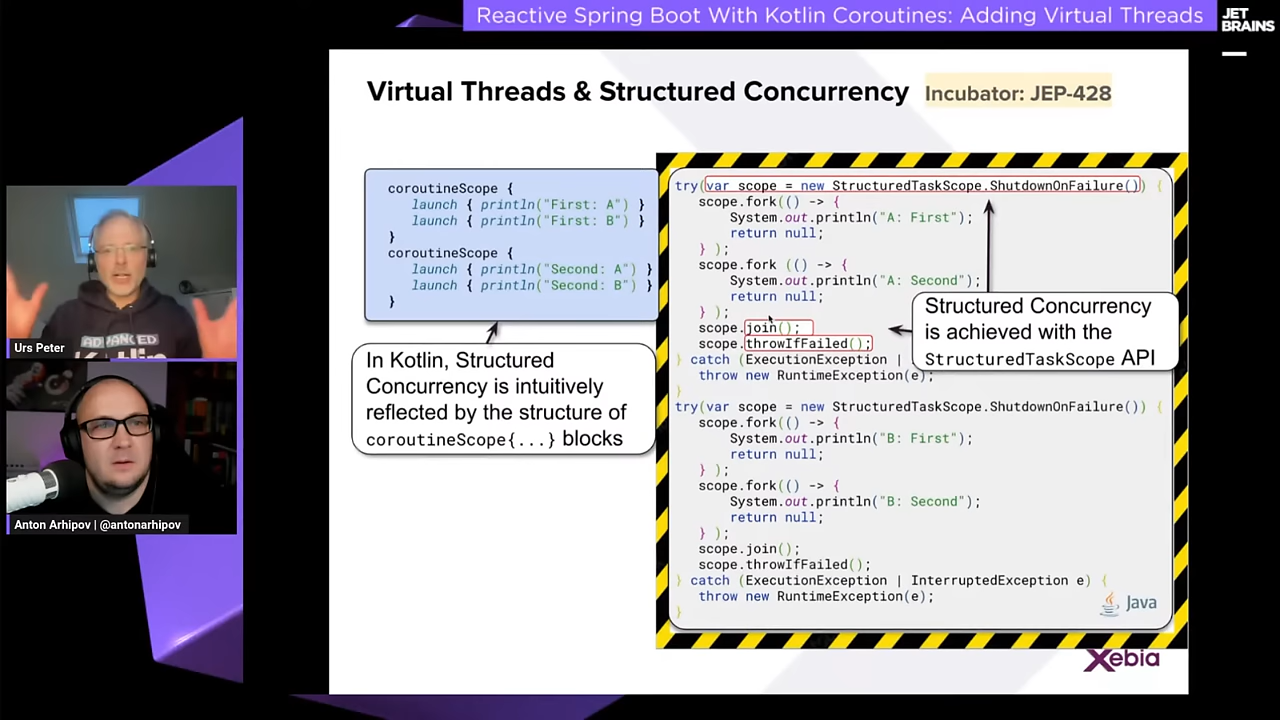 Reactive Spring Boot With Kotlin Coroutines: Adding Virtual Threads
JET
BRAINS
Virtual Threads & Structured Concurrency
Incubator: JEP-428
coroutineScope {
launch { println("First: A") }
launch { println("First: B") }
}
coroutineScope {
launch { println("Second: A") }
launch { println("Second: B") }
}
In Kotlin, Structured
Concurrency is intuitively
reflected by the structure of
coroutineScope{...} blocks
try(var scope = new StructuredTaskScope.ShutdownOnFailure()) {
scope.fork(() -> {
System.out.println("A: First");
return null;
} );
scope.fork (() -> {
System.out.println("A: Second");
return null;
} );
scope.join();
scope.throwIfFailed();
} catch (ExecutionException |
throw new RuntimeException(e);
}
try(var scope = new StructuredTaskScope.ShutdownOnFailure()) {
scope.fork(() -> {
System.out.println("B: First");
return null;
} );
scope.fork(() -> {
System.out.println("B: Second");
return null;
} );
scope.join();
scope.throwIfFailed();
} catch (ExecutionException | InterruptedException e) {
throw new RuntimeException(e);
}
Structured Concurrency
is achieved with the
StructuredTaskScope API
Java
Xebia
ADVANCED
Kotlin
Urs Peter
Anton Arhipov | @antonarhipov